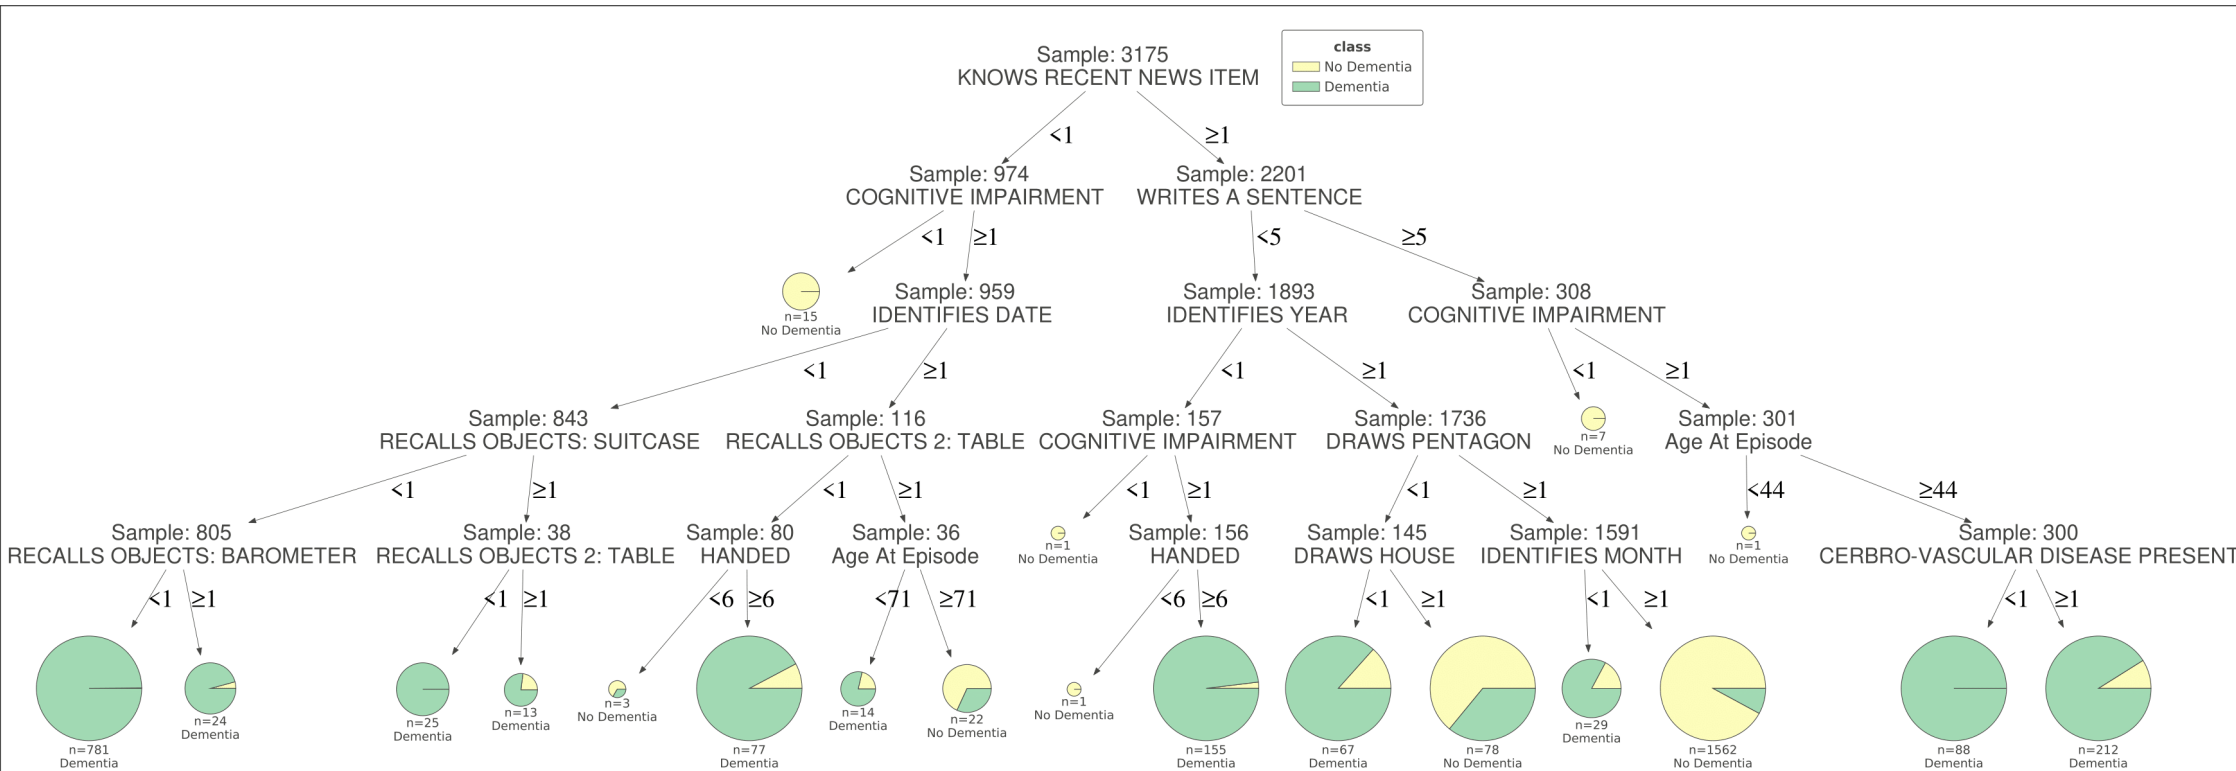 Sample: 3175
KNOWS RECENT NEWS ITEM
class
No Dementia
Dementia
<1
≥1
Sample: 974
COGNITIVE IMPAIRMENT
Sample: 2201
WRITES A SENTENCE
<1
≥1
<5
≥5
n=15
No Dementia
Sample: 959
IDENTIFIES DATE
Sample: 1893
IDENTIFIES YEAR
Sample: 308
COGNITIVE IMPAIRMENT
<1
≥1
<1
≥1
<1
≥1
Sample: 843
RECALLS OBJECTS: SUITCASE
Sample: 116
RECALLS OBJECTS 2: TABLE
Sample: 157
COGNITIVE IMPAIRMENT
Sample: 1736
DRAWS PENTAGON
n=7
No Dementia
Sample: 301
Age At Episode
<1
≥1
<1
≥1
<1
≥1
<1
≥1
<44
≥44
Sample: 805
RECALLS OBJECTS: BAROMETER
Sample: 38
RECALLS OBJECTS 2: TABLE
Sample: 80
HANDED
Sample: 36
Age At Episode
n=1
No Dementia
Sample: 156
HANDED
Sample: 145
DRAWS HOUSE
Sample: 1591
IDENTIFIES MONTH
n=1
No Dementia
Sample: 300
CERBRO-VASCULAR DISEASE PRESENT
<1
≥1
<1
≥1
<6
≥6
<71
≥71
<6
≥6
<1
≥1
<1
≥1
<1
≥1
n=781
Dementia
n=24
Dementia
n=25
Dementia
n=13
Dementia
n=3
No Dementia
n=77
Dementia
n=14
Dementia
n=22
No Dementia
n=1
No Dementia
n=155
Dementia
n=67
Dementia
n=78
No Dementia
n=29
Dementia
n=1562
No Dementia
n=88
Dementia
n=212
Dementia